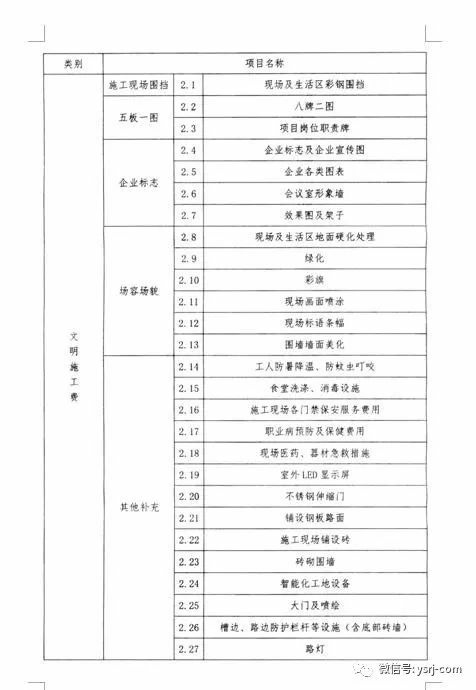 类别 项目名称
施工现场围挡 2.1 现场及生活区彩钢围挡
五板一图 2.2 八牌二图
2.3 项目岗位职责牌
企业标志 2.4 企业标志及企业宣传图
2.5 企业各类图表
2.6 会议室形象墙
2.7 效果图及架子
场容场貌 2.8 现场及生活区地面硬化处理
2.9 绿化
2.10 彩旗
2.11 现场画面喷涂
2.12 现场标语条幅
2.13 围墙墙面美化
文明施工费
其他补充 2.14 工人防暑降温、防蚊虫叮咬
2.15 食堂洗涤、消毒设施
2.16 施工现场各门禁保安服务费用
2.17 职业病预防及保健费用
2.18 现场医药、器材急救措施
2.19 室外LED显示屏
2.20 不锈钢伸缩门
2.21 铺设钢板路面
2.22 施工现场铺设砖
2.23 砖砌围墙
2.24 智能化工地设备
2.25 大门及喷绘
2.26 槽边、路边防护栏杆等设施（含底部砖墙）
2.27 路灯
微信号: ysrj-com